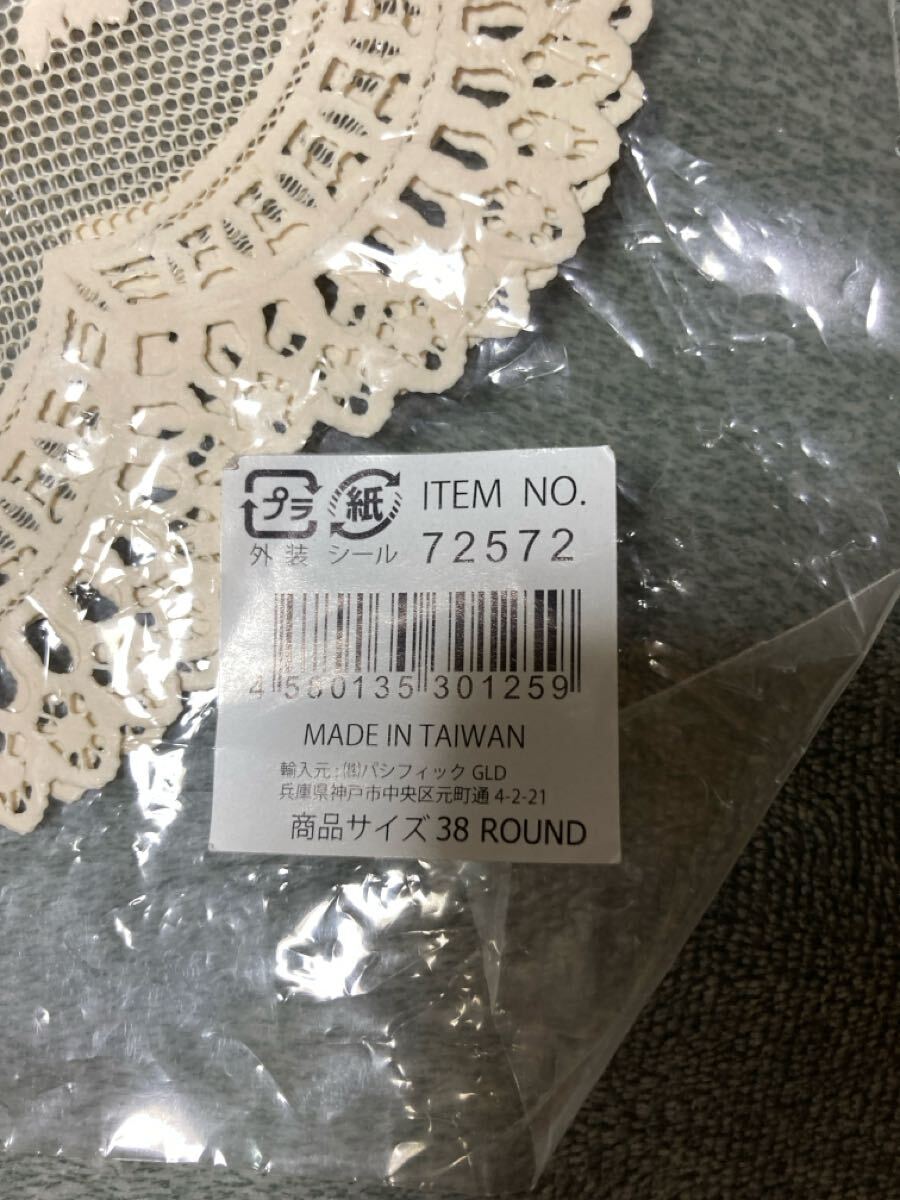 プラ 紙 ITEM NO.
外装 シール 72572
4 580135 301259
MADE IN TAIWAN
輸入元:㈱パシフィック GLD
兵庫県神戸市中央区元町通 4-2-21
商品サイズ 38 ROUND